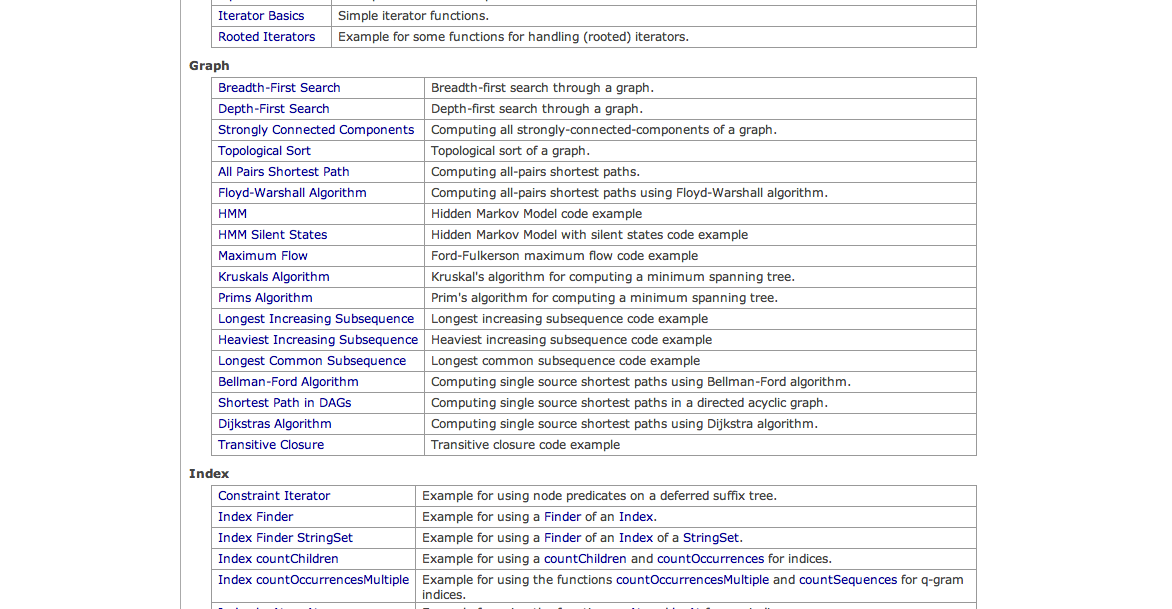 Iterator Basics Simple iterator functions.
Rooted Iterators Example for some functions for handling (rooted) iterators.
Graph
Breadth-First Search Breadth-first search through a graph.
Depth-First Search Depth-first search through a graph.
Strongly Connected Components Computing all strongly-connected-components of a graph.
Topological Sort Topological sort of a graph.
All Pairs Shortest Path Computing all-pairs shortest paths.
Floyd-Warshall Algorithm Computing all-pairs shortest paths using Floyd-Warshall algorithm.
HMM Hidden Markov Model code example
HMM Silent States Hidden Markov Model with silent states code example
Maximum Flow Ford-Fulkerson maximum flow code example
Kruskals Algorithm Kruskal's algorithm for computing a minimum spanning tree.
Prims Algorithm Prim's algorithm for computing a minimum spanning tree.
Longest Increasing Subsequence Longest increasing subsequence code example
Heaviest Increasing Subsequence Heaviest increasing subsequence code example
Longest Common Subsequence Longest common subsequence code example
Bellman-Ford Algorithm Computing single source shortest paths using Bellman-Ford algorithm.
Shortest Path in DAGs Computing single source shortest paths in a directed acyclic graph.
Dijkstras Algorithm Computing single source shortest paths using Dijkstra algorithm.
Transitive Closure Transitive closure code example
Index
Constraint Iterator Example for using node predicates on a deferred suffix tree.
Index Finder Example for using a Finder of an Index.
Index Finder StringSet Example for using a Finder of an Index of a StringSet.
Index countChildren Example for using a countChildren and countOccurrences for indices.
Index countOccurrencesMultiple Example for using the functions countOccurrencesMultiple and countSequences for q-gram
indices.